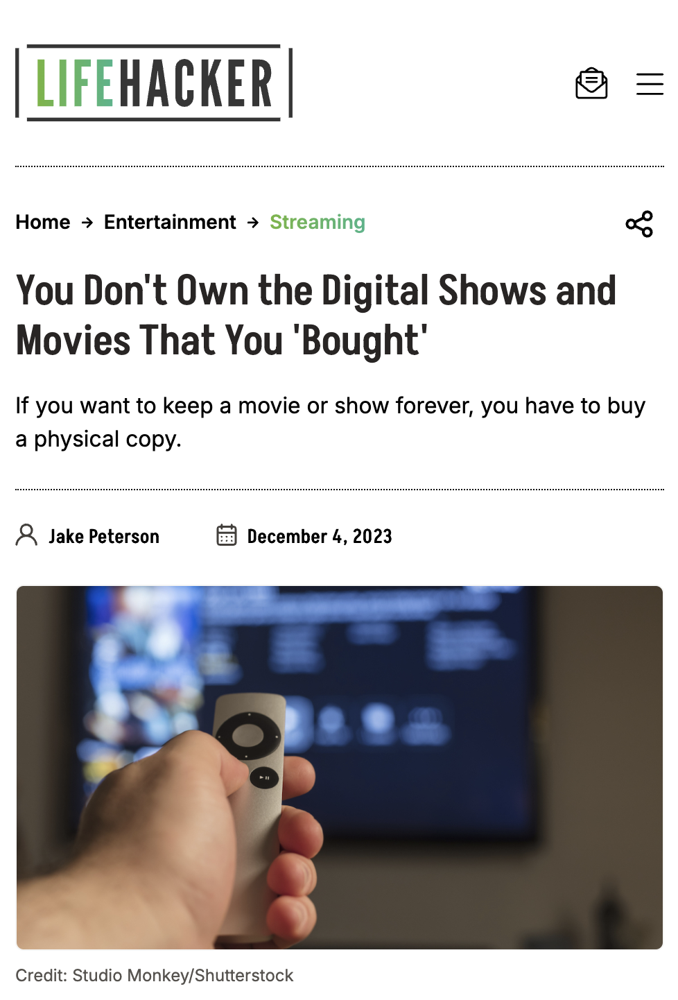 LIFEHACKER
Home → Entertainment → Streaming
You Don't Own the Digital Shows and
Movies That You 'Bought'
If you want to keep a movie or show forever, you have to buy
a physical copy.
Jake Peterson December 4, 2023
Credit: Studio Monkey/Shutterstock